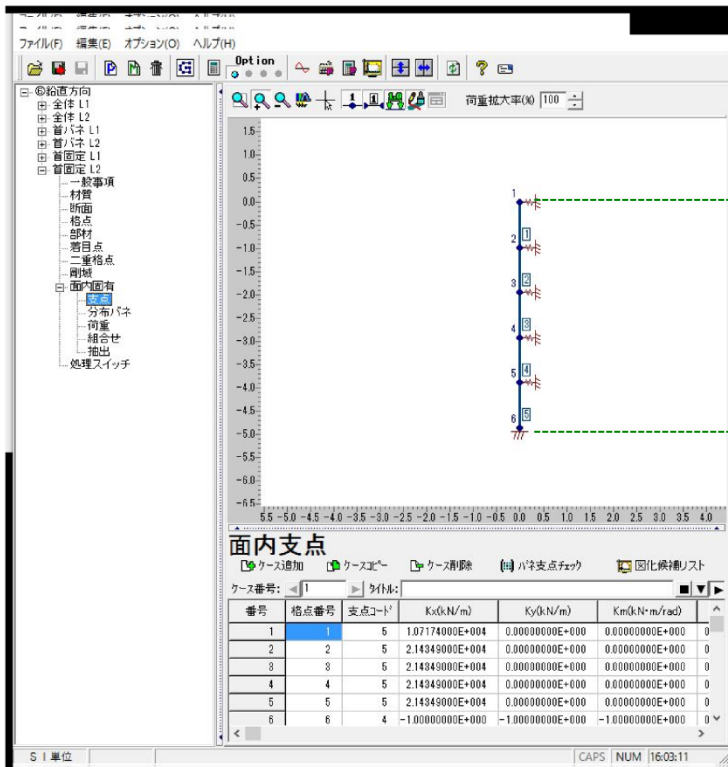 ファイル(F) 編集(E) オプション(O) ヘルプ(H)
Option
荷重拡大率(%) 100
⑥鉛直方向
全体 L1
全体 L2
首バネ L1
首バネ L2
首固定 L1
首固定 L2
一般事項
材質
断面
格点
部材
着目点
二重格点
剛域
面内固有
支点
分布バネ
荷重
組合せ
抽出
処理スイッチ
1.5
1.0
0.5
0.0
-0.5
-1.0
-1.5
-2.0
-2.5
-3.0
-3.5
-4.0
-4.5
-5.0
-5.5
-6.0
-6.5
1
2 1
3 2
4 3
5 4
6 5
5.5 -5.0 -4.5 -4.0 -3.5 -3.0 -2.5 -2.0 -1.5 -1.0 -0.5 0.0 0.5 1.0 1.5 2.0 2.5 3.0 3.5 4.0
面内支点
ケース追加 ケースコピー ケース削除 バネ支点チェック 図化候補リスト
ケース番号: 1 タイトル:
番号 格点番号 支点コード Kx(kN/m) Ky(kN/m) Km(kN・m/rad)
1 1 5 1.07174000E+004 0.00000000E+000 0.00000000E+000 0
2 2 5 2.14349000E+004 0.00000000E+000 0.00000000E+000 0
3 3 5 2.14349000E+004 0.00000000E+000 0.00000000E+000 0
4 4 5 2.14349000E+004 0.00000000E+000 0.00000000E+000 0
5 5 5 2.14349000E+004 0.00000000E+000 0.00000000E+000 0
6 6 4 -1.00000000E+000 -1.00000000E+000 -1.00000000E+000 0
SI単位 CAPS NUM 16:03:11